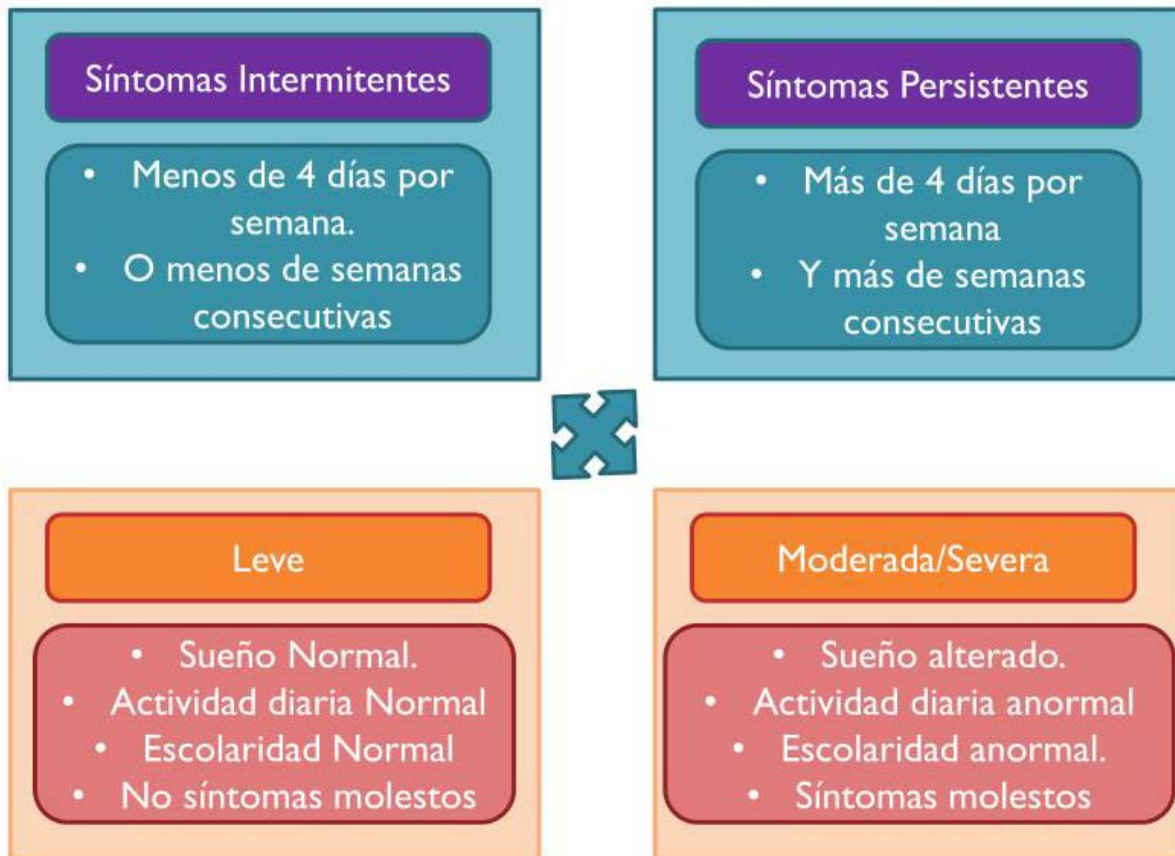 Síntomas Intermitentes
• Menos de 4 días por
semana.
• O menos de semanas
consecutivas
Síntomas Persistentes
• Más de 4 días por
semana
• Y más de semanas
consecutivas
Leve
• Sueño Normal.
• Actividad diaria Normal
• Escolaridad Normal
• No síntomas molestos
Moderada/Severa
• Sueño alterado.
• Actividad diaria anormal
• Escolaridad anormal.
• Síntomas molestos